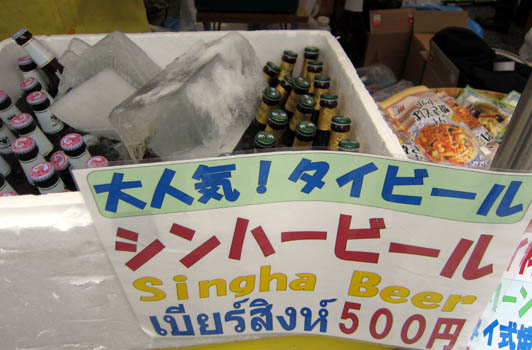 大人気！タイビール
シンハービール
Singha Beer
เบียร์สิงห์ 500円